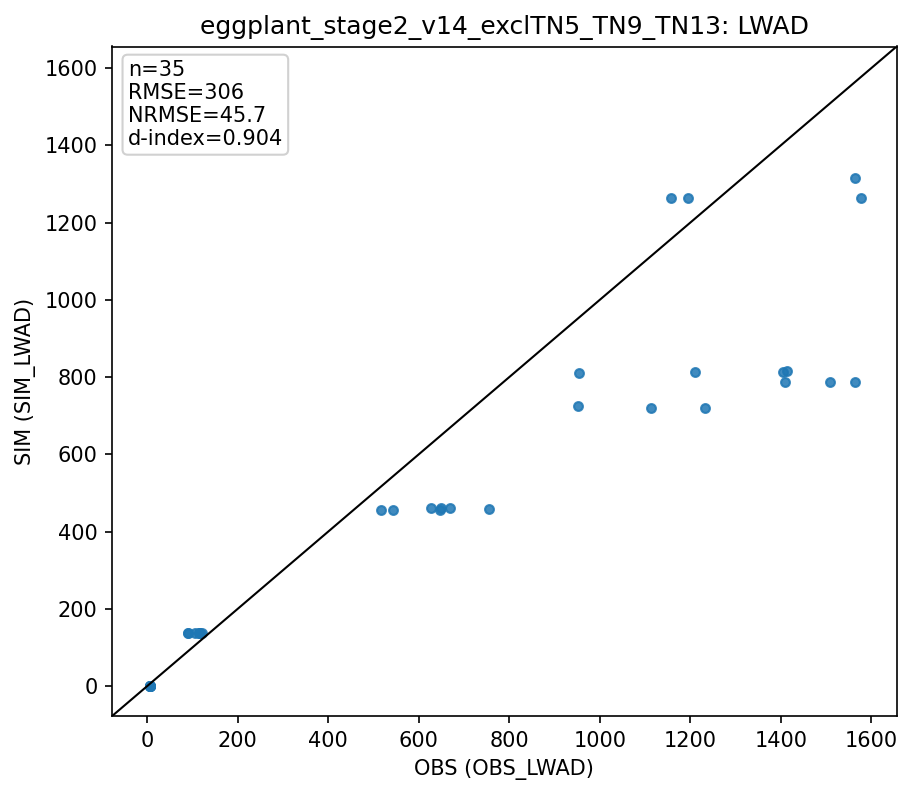 eggplant_stage2_v14_exclTN5_TN9_TN13: LWAD
n=35
RMSE=306
NRMSE=45.7
d-index=0.904
1600
1400
1200
1000
800
600
400
200
0
SIM (SIM_LWAD)
0 200 400 600 800 1000 1200 1400 1600
OBS (OBS_LWAD)